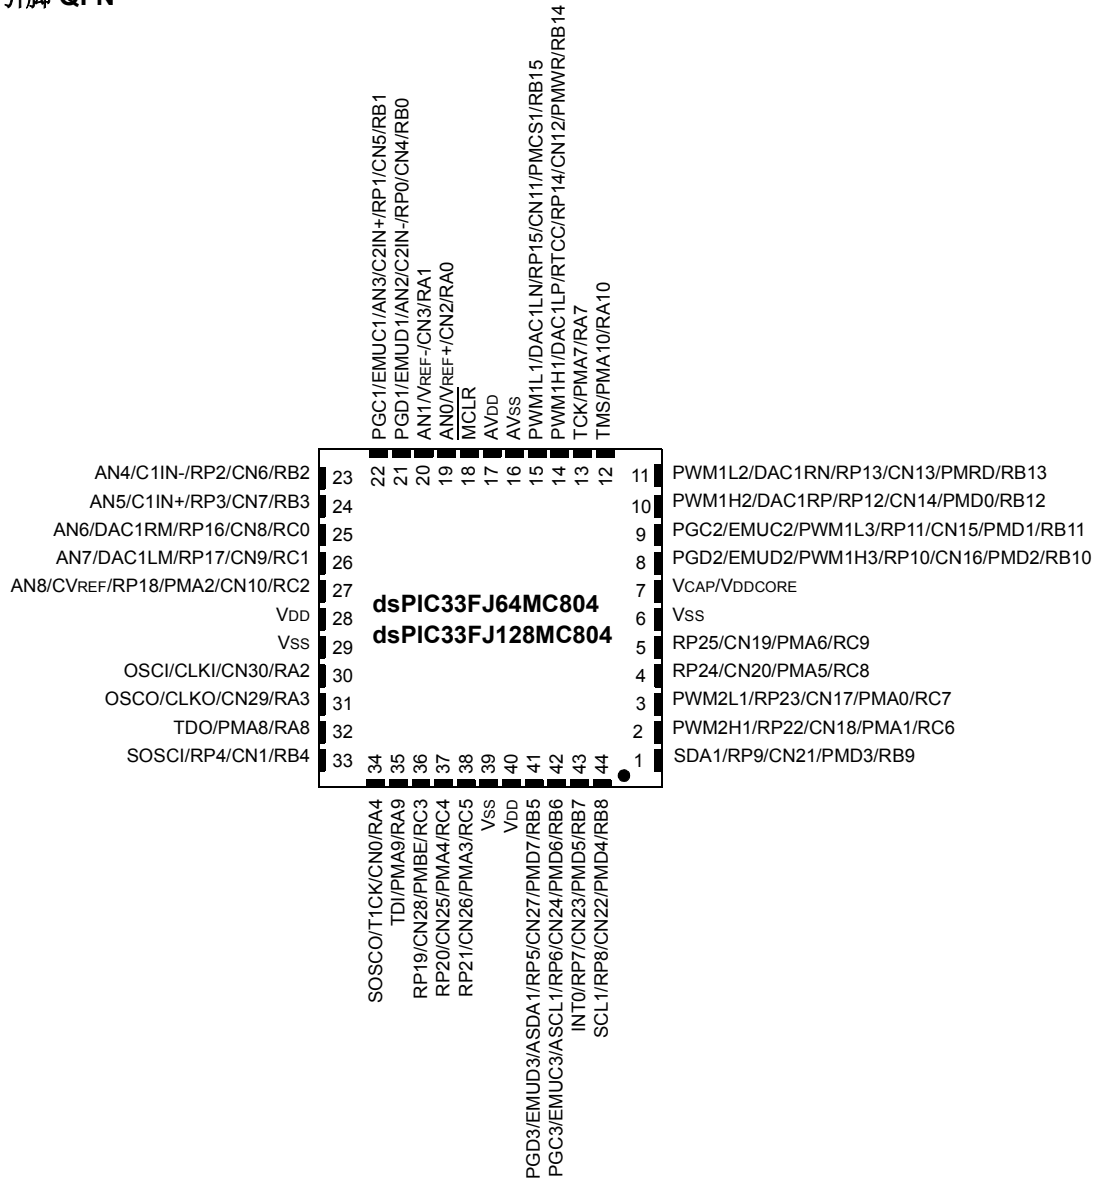 QFN
PGC1/EMUC1/AN3/C2IN+/RP1/CN5/RB1
PGD1/EMUD1/AN2/C2IN-/RP0/CN4/RB0
AN1/VREF-/CN3/RA1
AN0/VREF+/CN2/RA0
MCLR
AVDD
AVSS
PWM1L1/DAC1LN/RP15/CN11/PMCS1/RB15
PWM1H1/DAC1LP/RTCC/RP14/CN12/PMWR/RB14
TCK/PMA7/RA7
TMS/PMA10/RA10
22 21 20 19 18 17 16 15 14 13 12
AN4/C1IN-/RP2/CN6/RB2 23
AN5/C1IN+/RP3/CN7/RB3 24
AN6/DAC1RM/RP16/CN8/RC0 25
AN7/DAC1LM/RP17/CN9/RC1 26
AN8/CVREF/RP18/PMA2/CN10/RC2 27
VDD 28
VSS 29
OSCI/CLKI/CN30/RA2 30
OSCO/CLKO/CN29/RA3 31
TDO/PMA8/RA8 32
SOSCI/RP4/CN1/RB4 33
dsPIC33FJ64MC804
dsPIC33FJ128MC804
11 PWM1L2/DAC1RN/RP13/CN13/PMRD/RB13
10 PWM1H2/DAC1RP/RP12/CN14/PMD0/RB12
9 PGC2/EMUC2/PWM1L3/RP11/CN15/PMD1/RB11
8 PGD2/EMUD2/PWM1H3/RP10/CN16/PMD2/RB10
7 VCAP/VDDCORE
6 VSS
5 RP25/CN19/PMA6/RC9
4 RP24/CN20/PMA5/RC8
3 PWM2L1/RP23/CN17/PMA0/RC7
2 PWM2H1/RP22/CN18/PMA1/RC6
1 SDA1/RP9/CN21/PMD3/RB9
34 35 36 37 38 39 40 41 42 43 44
SOSCO/T1CK/CN0/RA4
TDI/PMA9/RA9
RP19/CN28/PMBE/RC3
RP20/CN25/PMA4/RC4
RP21/CN26/PMA3/RC5
VSS
VDD
PGD3/EMUD3/ASDA1/RP5/CN27/PMD7/RB5
PGC3/EMUC3/ASCL1/RP6/CN24/PMD6/RB6
INT0/RP7/CN23/PMD5/RB7
SCL1/RP8/CN22/PMD4/RB8